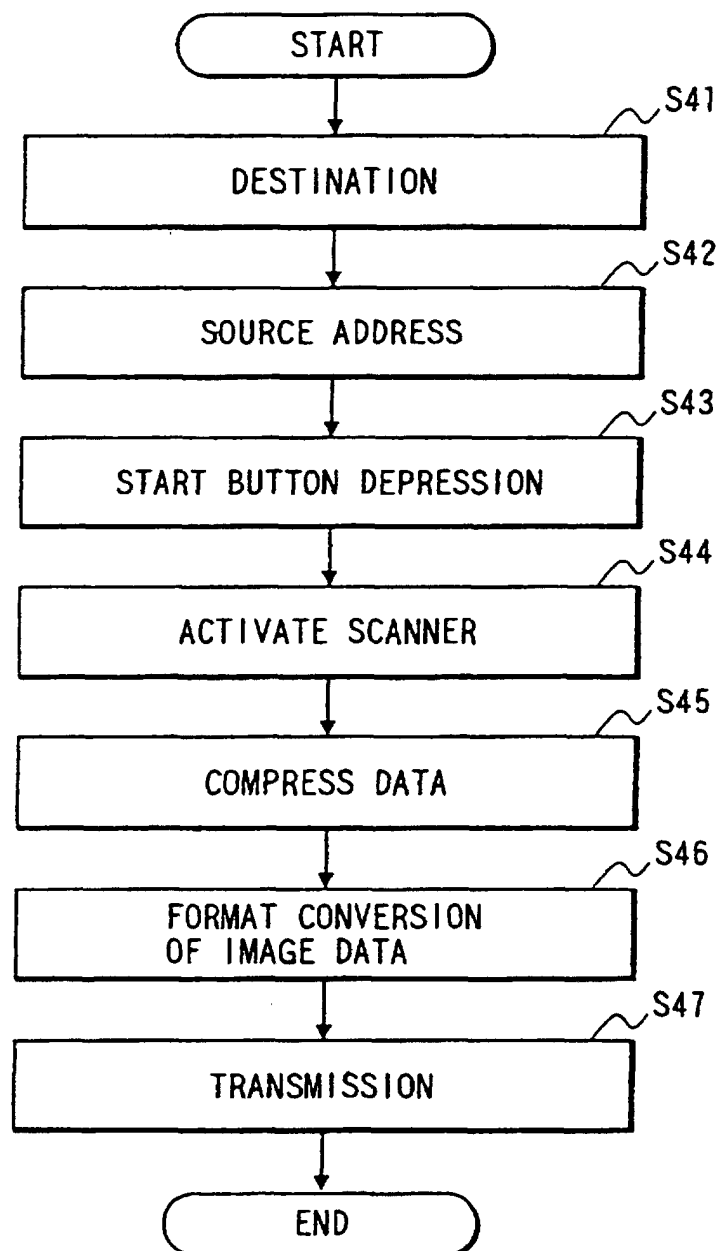 START
S41
DESTINATION
S42
SOURCE ADDRESS
S43
START BUTTON DEPRESSION
S44
ACTIVATE SCANNER
S45
COMPRESS DATA
S46
FORMAT CONVERSION
OF IMAGE DATA
S47
TRANSMISSION
END